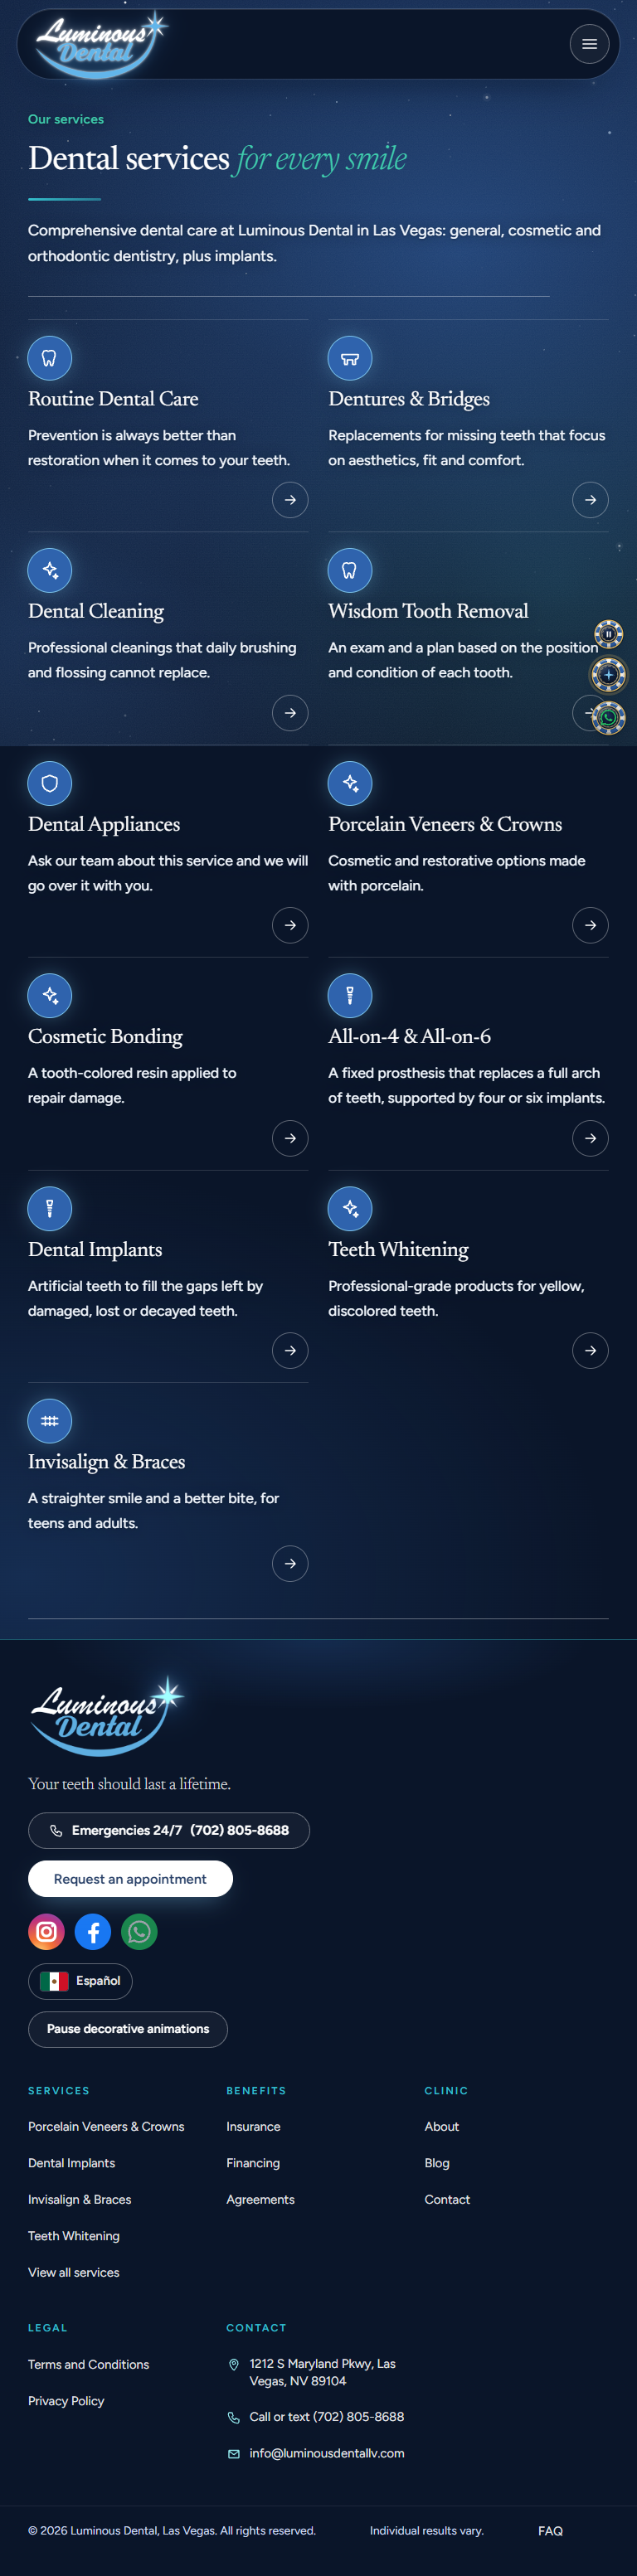 Luminous
Dental
Our services
Dental services for every smile
Comprehensive dental care at Luminous Dental in Las Vegas: general, cosmetic and
orthodontic dentistry, plus implants.
Routine Dental Care
Prevention is always better than
restoration when it comes to your teeth.
Dentures & Bridges
Replacements for missing teeth that focus
on aesthetics, fit and comfort.
Dental Cleaning
Professional cleanings that daily brushing
and flossing cannot replace.
Wisdom Tooth Removal
An exam and a plan based on the position
and condition of each tooth.
Dental Appliances
Ask our team about this service and we will
go over it with you.
Porcelain Veneers & Crowns
Cosmetic and restorative options made
with porcelain.
Cosmetic Bonding
A tooth-colored resin applied to
repair damage.
All-on-4 & All-on-6
A fixed prosthesis that replaces a full arch
of teeth, supported by four or six implants.
Dental Implants
Artificial teeth to fill the gaps left by
damaged, lost or decayed teeth.
Teeth Whitening
Professional-grade products for yellow,
discolored teeth.
Invisalign & Braces
A straighter smile and a better bite, for
teens and adults.
Luminous
Dental
Your teeth should last a lifetime.
Emergencies 24/7 (702) 805-8688
Request an appointment
Español
Pause decorative animations
SERVICES
Porcelain Veneers & Crowns
Dental Implants
Invisalign & Braces
Teeth Whitening
View all services
BENEFITS
Insurance
Financing
Agreements
CLINIC
About
Blog
Contact
LEGAL
Terms and Conditions
Privacy Policy
CONTACT
1212 S Maryland Pkwy, Las
Vegas, NV 89104
Call or text (702) 805-8688
info@luminousdentallv.com
© 2026 Luminous Dental, Las Vegas. All rights reserved.
Individual results vary.
FAQ